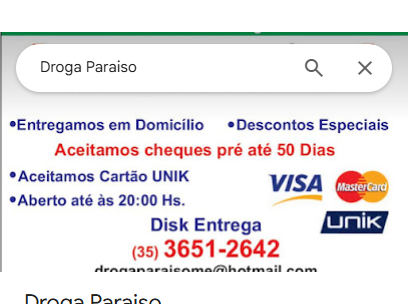 Droga Paraiso
•Entregamos em Domicílio •Descontos Especiais
Aceitamos cheques pré até 50 Dias
•Aceitamos Cartão UNIK
VISA MasterCard
•Aberto até às 20:00 Hs.
Disk Entrega
UNIK
(35) 3651-2642
drogaparaisome@hotmail.com
Droga Paraiso